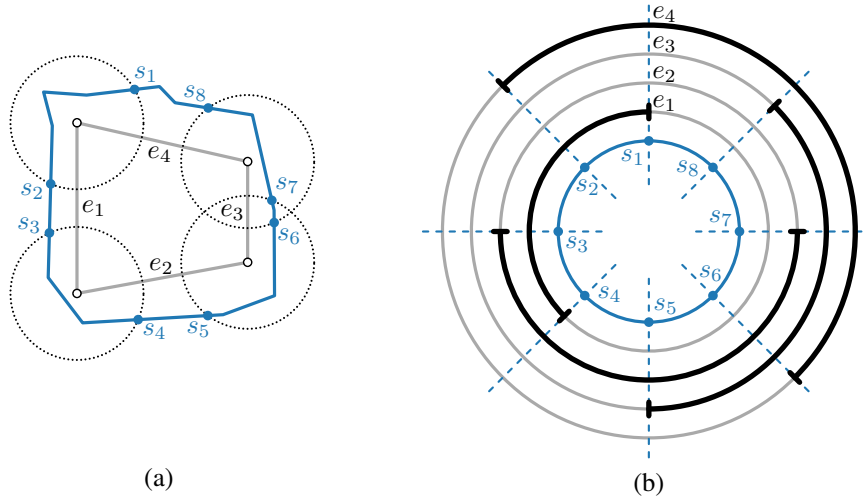 e₄
e₃
e₂
e₁
s₁
s₈
s₂
s₇
s₃
s₆
s₄
s₅
e₄
e₁
e₃
e₂
s₁
s₂
s₈
s₃
s₇
s₄
s₆
s₅
(a)
(b)